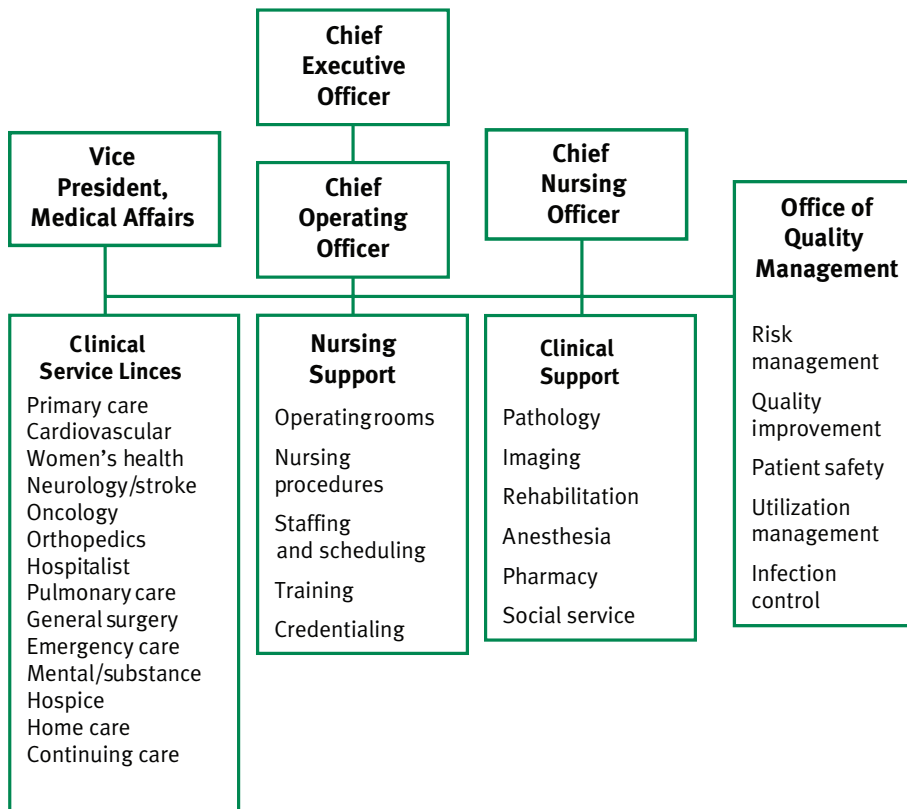 Chief
Executive
Officer
Vice
President,
Medical Affairs
Chief
Operating
Officer
Chief
Nursing
Officer
Office of
Quality
Management
Risk
management
Quality
improvement
Patient safety
Utilization
management
Infection
control
Clinical
Service Linces
Primary care
Cardiovascular
Women’s health
Neurology/stroke
Oncology
Orthopedics
Hospitalist
Pulmonary care
General surgery
Emergency care
Mental/substance
Hospice
Home care
Continuing care
Nursing
Support
Operatingrooms
Nursing
procedures
Staffing
and scheduling
Training
Credentialing
Clinical
Support
Pathology
Imaging
Rehabilitation
Anesthesia
Pharmacy
Social service